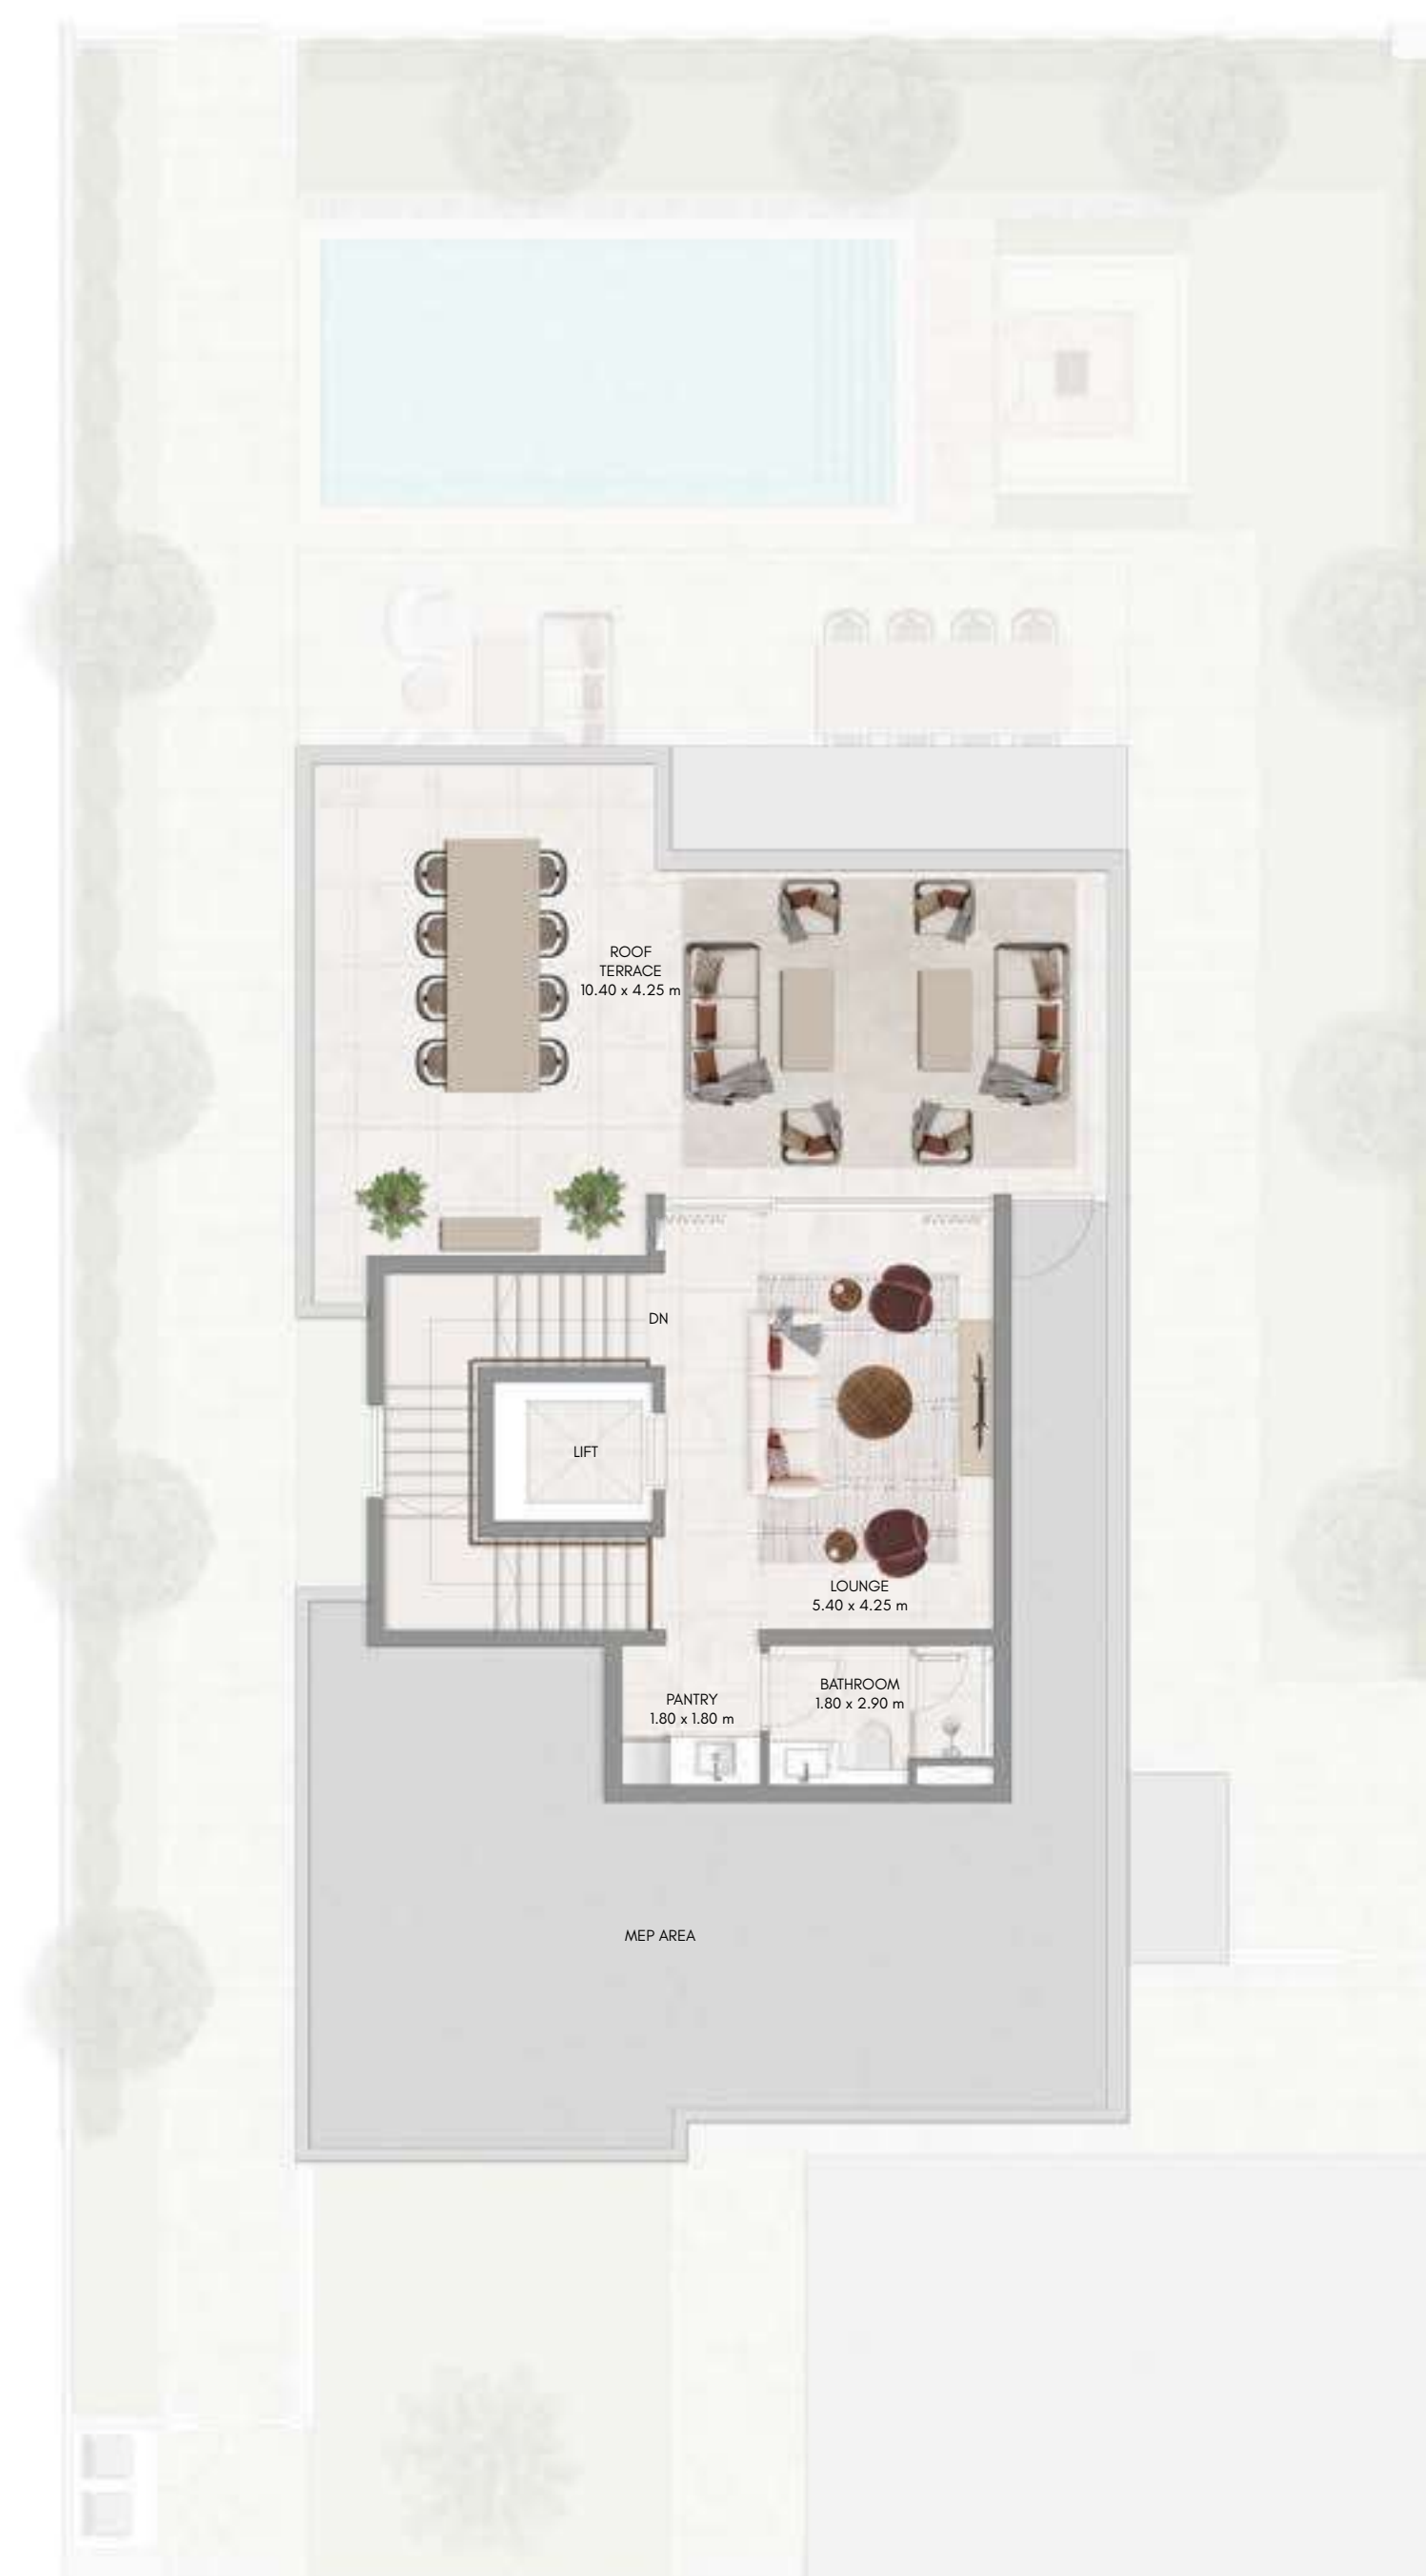 ROOF
TERRACE
10.40 x 4.25 m
DN
LIFT
LOUNGE
5.40 x 4.25 m
BATHROOM
1.80 x 2.90 m
PANTRY
1.80 x 1.80 m
MEP AREA